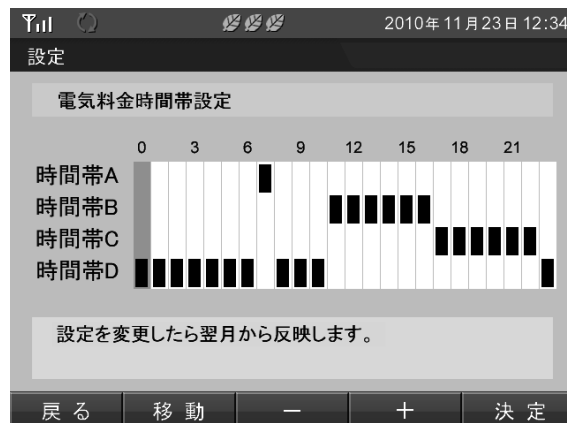 2010年11月23日 12:34
設定
電気料金時間帯設定
0 3 6 9 12 15 18 21
時間帯A
時間帯B
時間帯C
時間帯D
設定を変更したら翌月から反映します。
戻る 移動 － ＋ 決定